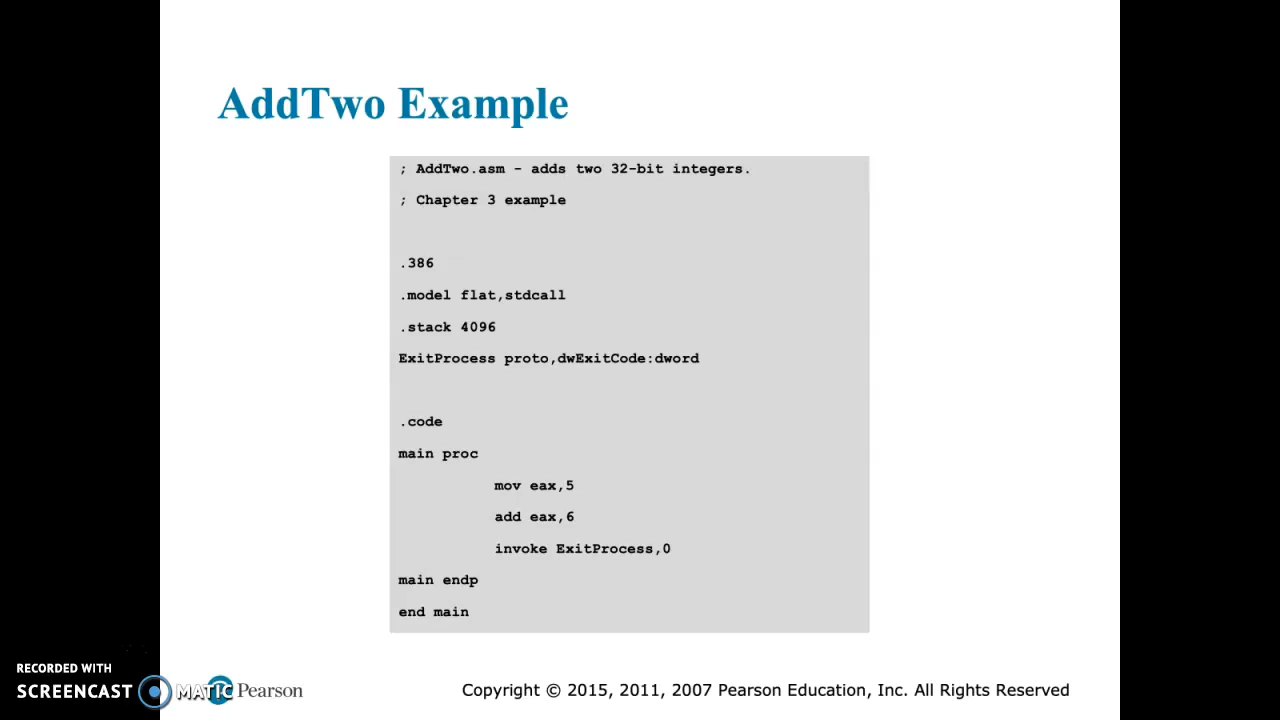 AddTwo Example
; AddTwo.asm - adds two 32-bit integers.
; Chapter 3 example
.386
.model flat,stdcall
.stack 4096
ExitProcess proto,dwExitCode:dword
.code
main proc
mov eax,5
add eax,6
invoke ExitProcess,0
main endp
end main
RECORDED WITH
SCREENCAST MATIC
Pearson
Copyright © 2015, 2011, 2007 Pearson Education, Inc. All Rights Reserved